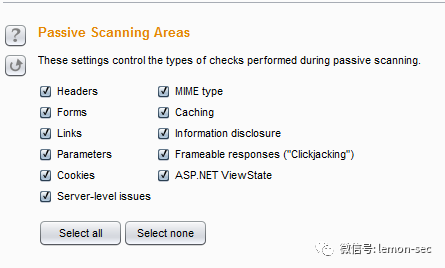 Passive Scanning Areas
These settings control the types of checks performed during passive scanning.
Headers
Forms
Links
Parameters
Cookies
Server-level issues
MIME type
Caching
Information disclosure
Frameable responses ("Clickjacking")
ASP.NET ViewState
Select all
Select none
微信号: lemon-sec